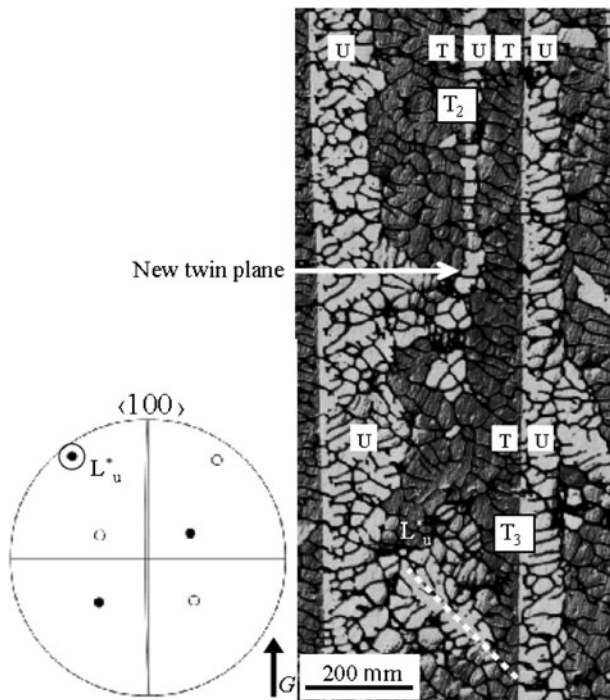 U T U T U
T2
New twin plane
‹100›
L*u
U T U
L*u
T3
G
200 mm